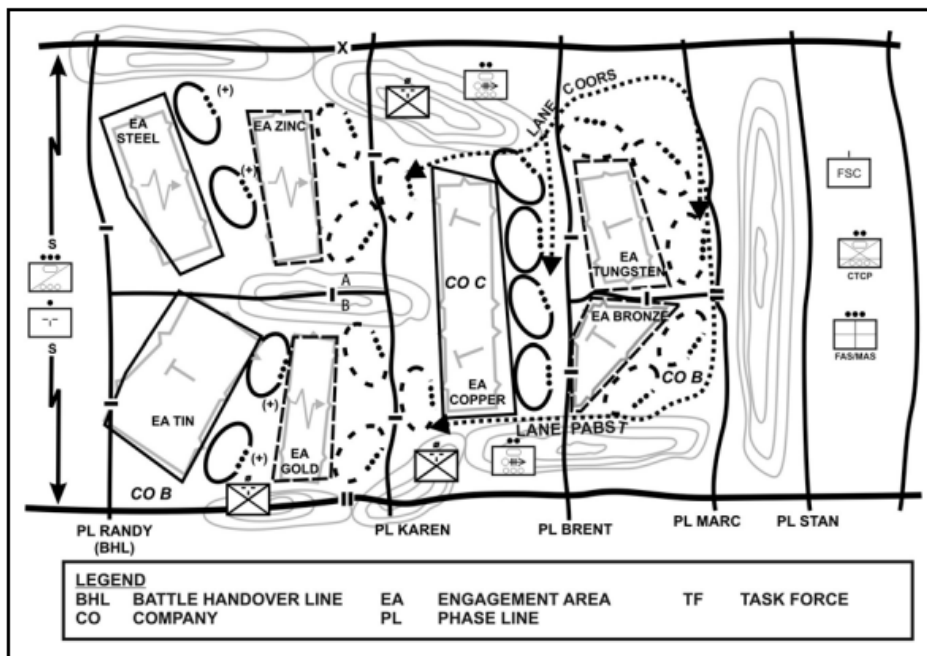 X
(+)
EA
STEEL
EA ZINC
(+)
LANE COORS
S
S
A
B
CO C
EA
TUNGSTEN
EA BRONZE
FSC
CTCP
FAS/MAS
EA TIN
(+)
(+)
EA
GOLD
EA
COPPER
CO B
LANE PABST
CO B
PL RANDY
(BHL)
PL KAREN
PL BRENT
PL MARC
PL STAN
LEGEND
BHL BATTLE HANDOVER LINE EA ENGAGEMENT AREA TF TASK FORCE
CO COMPANY PL PHASE LINE